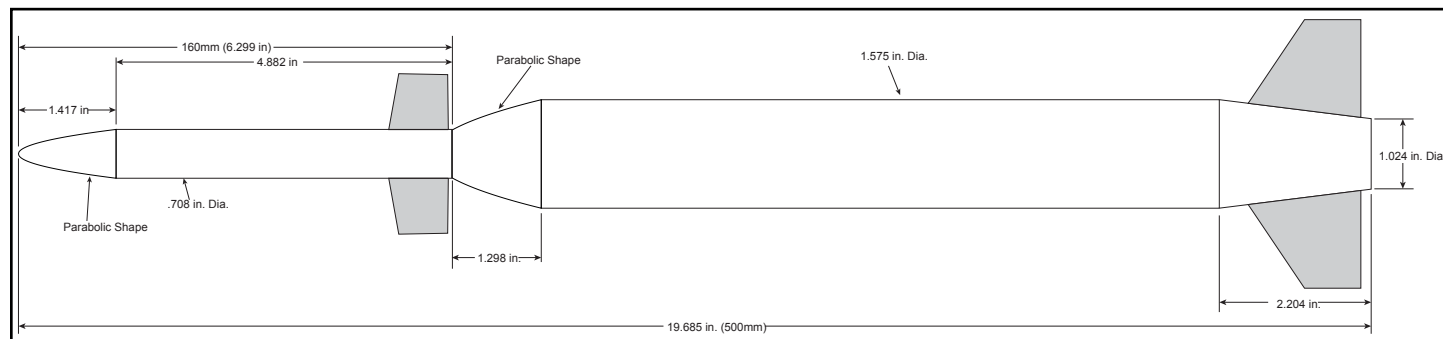 160mm (6.299 in)
4.882 in
1.417 in
Parabolic Shape
1.575 in. Dia.
1.024 in. Dia
.708 in. Dia.
Parabolic Shape
1.298 in.
2.204 in.
19.685 in. (500mm)